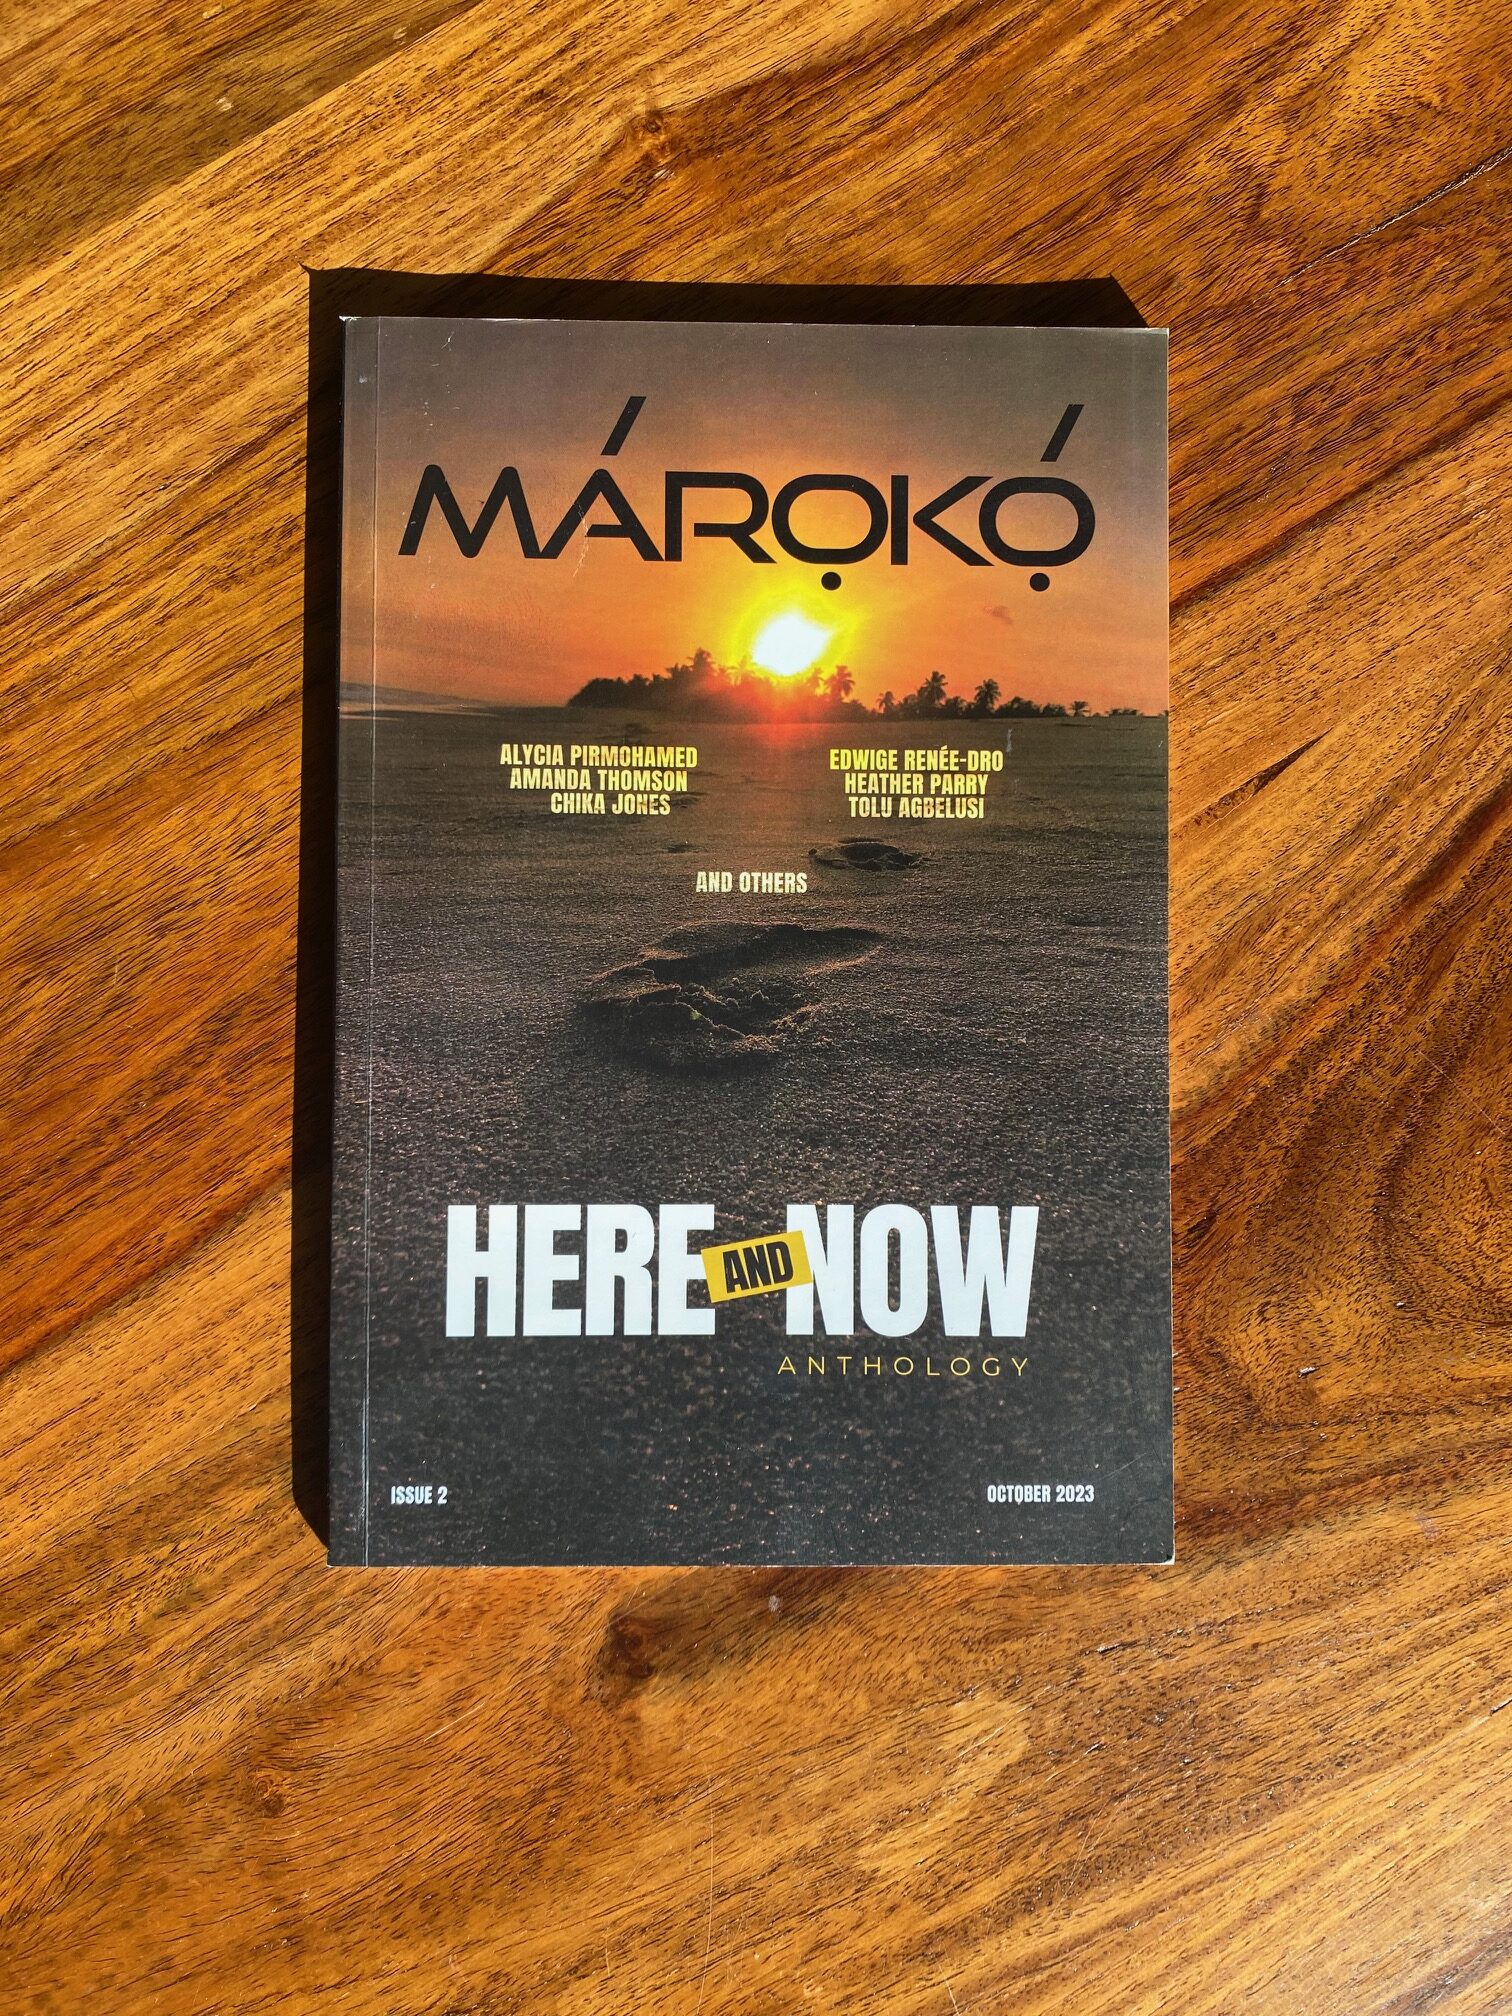 MÁRỌKỌ́
ALYCIA PIRMOHAMED
AMANDA THOMSON
CHIKA JONES
EDWIGE RENÉE-DRO
HEATHER PARRY
TOLU AGBELUSI
AND OTHERS
HERE AND NOW
ANTHOLOGY
ISSUE 2
OCTOBER 2023